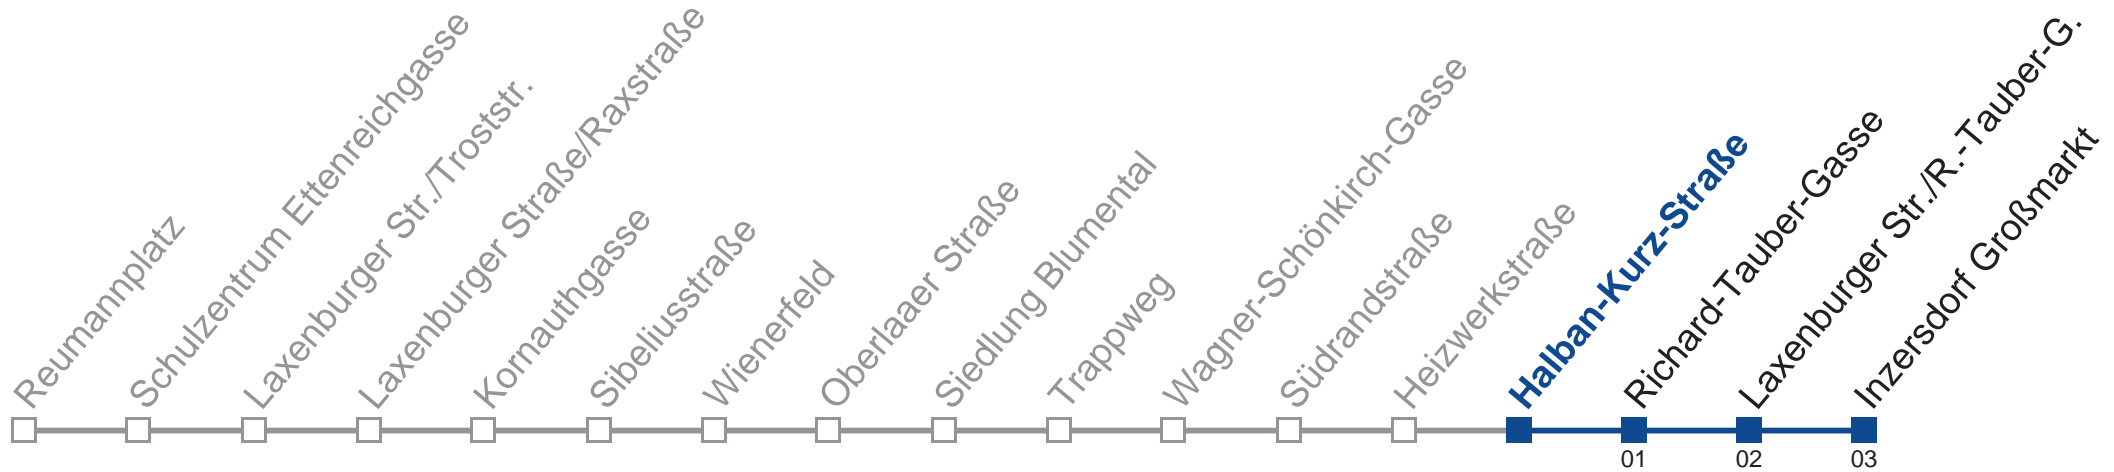 Reumannplatz
Schulzentrum Ettenreichgasse
Laxenburger Str./Troststr.
Laxenburger Straße/Raxstraße
Kornauthgasse
Sibeliusstraße
Wienerfeld
Oberlaaer Straße
Siedlung Blumental
Trappweg
Wagner-Schönkirch-Gasse
Südrandstraße
Heizwerkstraße
Halban-Kurz-Straße
Richard-Tauber-Gasse
Laxenburger Str./R.-Tauber-G.
Inzersdorf Großmarkt
01
02
03